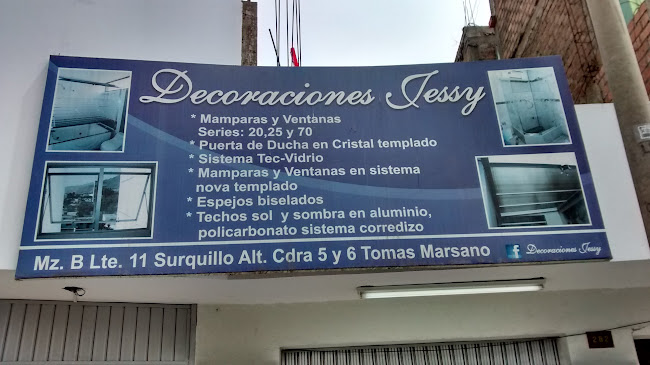 Decoraciones Jessy
* Mamparas y Ventanas
Series: 20,25 y 70
* Puerta de Ducha en Cristal templado
* Sistema Tec-Vidrio
* Mamparas y Ventanas en sistema
nova templado
* Espejos biselados
* Techos sol y sombra en aluminio,
policarbonato sistema corredizo
Mz. B Lte. 11 Surquillo Alt. Cdra 5 y 6 Tomas Marsano
f Decoraciones Jessy